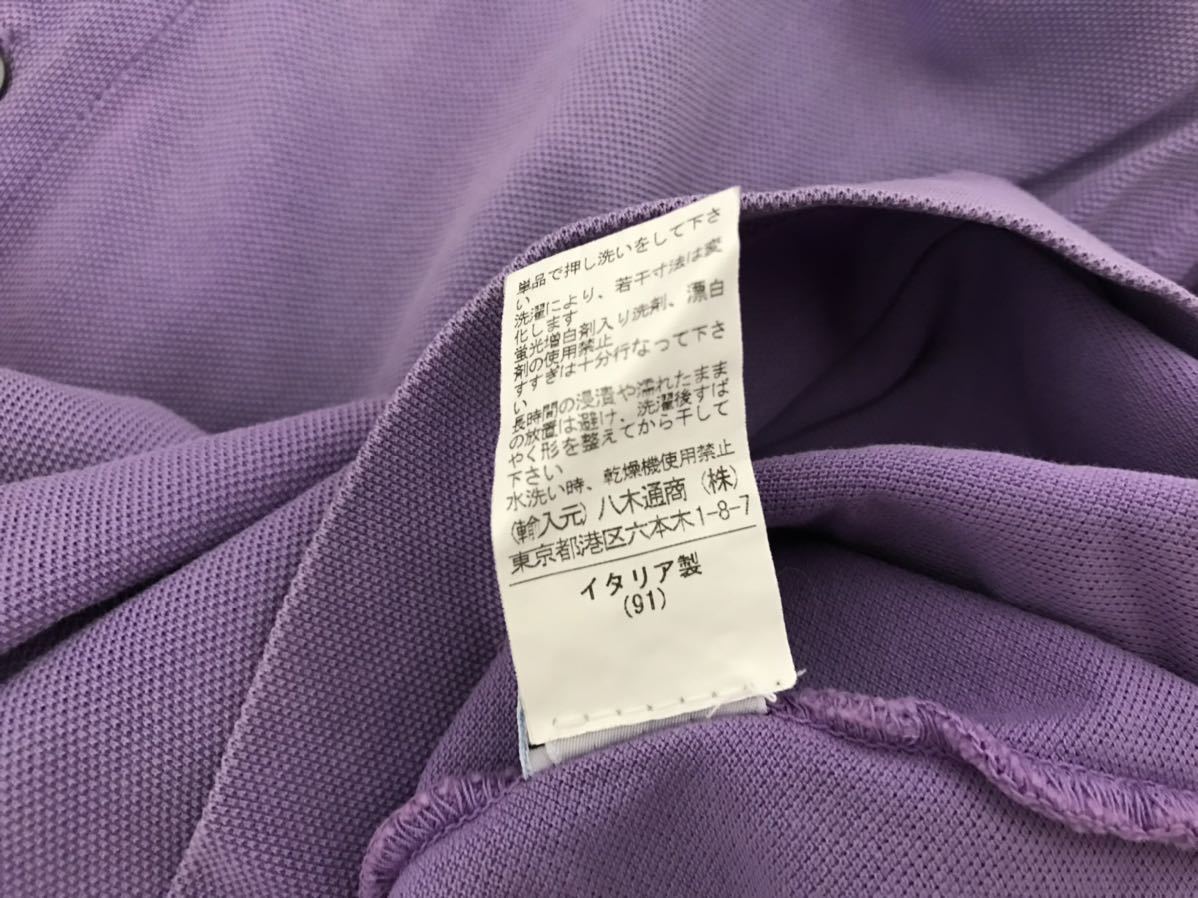 単品で押し洗いをして下さ
い
洗濯により、若干寸法は変
化します
蛍光増白剤入り洗剤、漂白
剤の使用禁止
すすぎは十分行なって下さ
い
長時間の浸漬や濡れたまま
の放置は避け、洗濯後すば
やく形を整えてから干して
下さい
水洗い時、乾燥機使用禁止
(輸入元)八木通商(株)
東京都港区六本木1-8-7
イタリア製
(91)